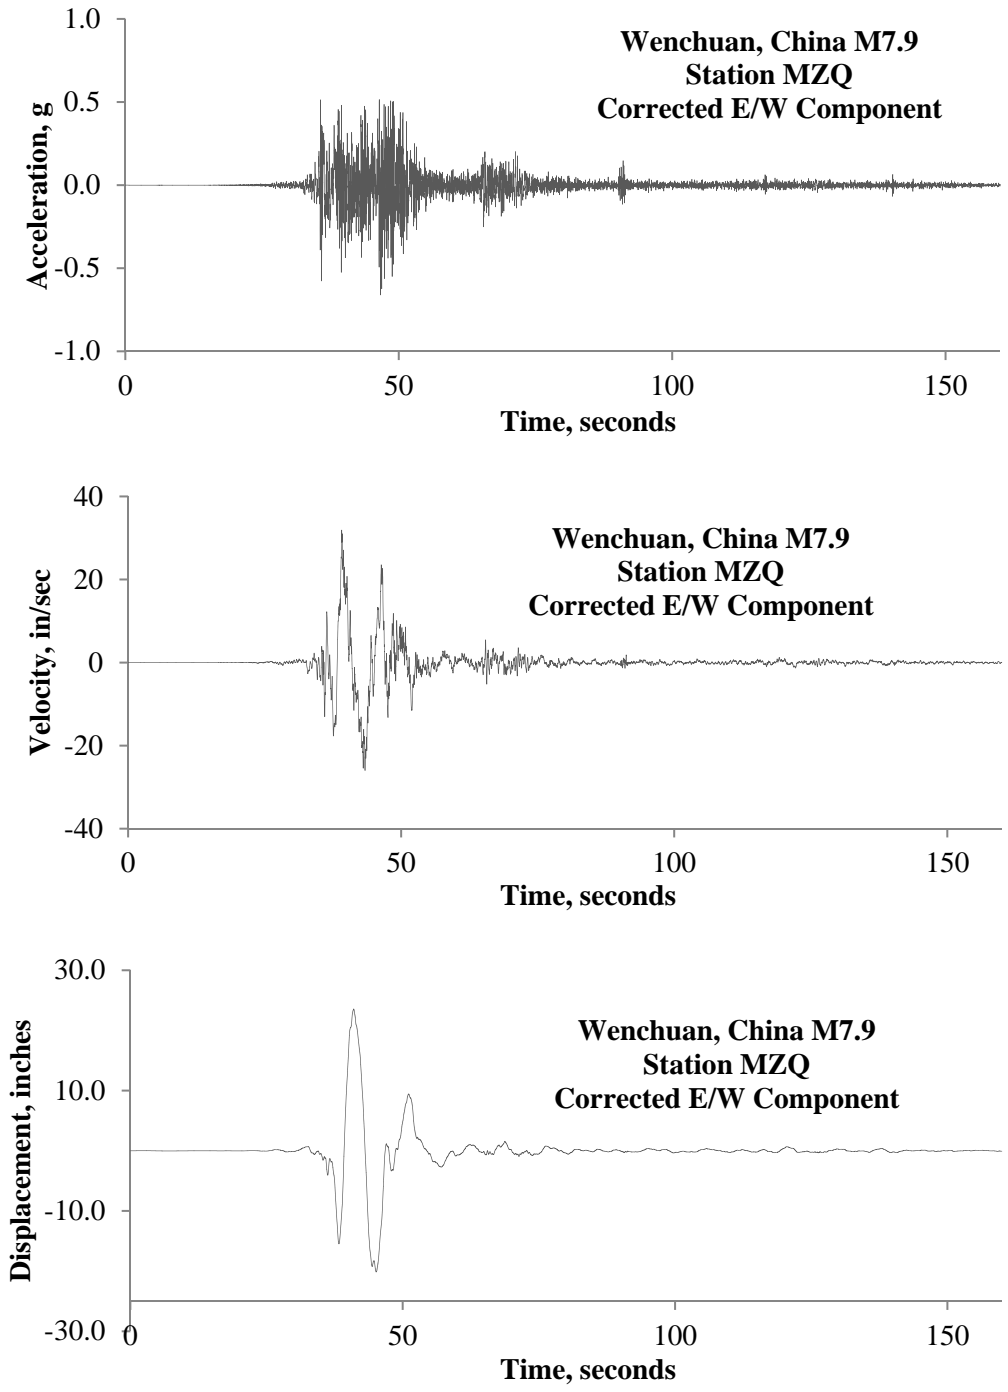 1.0
Wenchuan, China M7.9
Station MZQ
Corrected E/W Component
0.5
0.0
-0.5
-1.0
Acceleration, g
0 50 100 150
Time, seconds
40
Wenchuan, China M7.9
Station MZQ
Corrected E/W Component
20
0
-20
-40
Velocity, in/sec
0 50 100 150
Time, seconds
30.0
Wenchuan, China M7.9
Station MZQ
Corrected E/W Component
10.0
-10.0
-30.0
Displacement, inches
0 50 100 150
Time, seconds